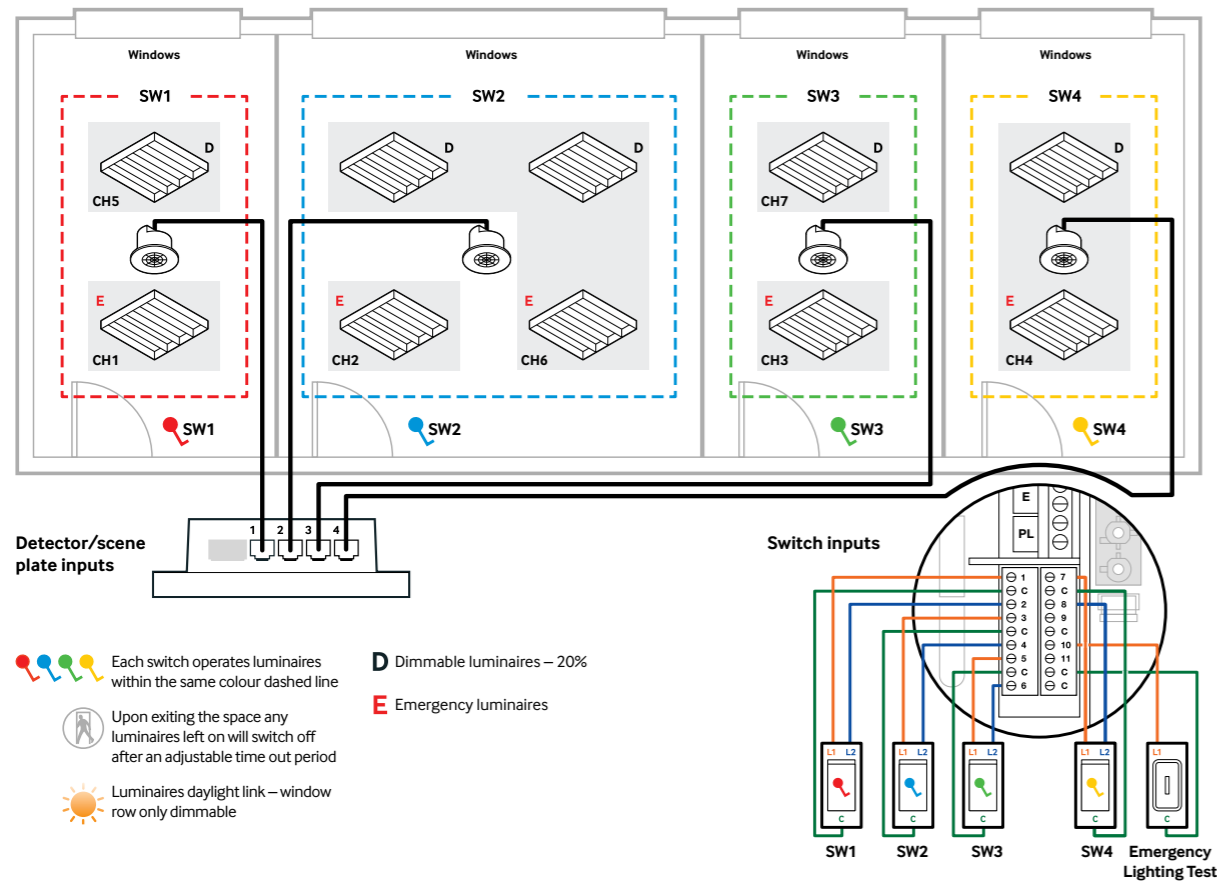 Windows
Windows
Windows
Windows
SW1
SW2
SW3
SW4
D
D
D
D
D
CH5
CH7
E
E
E
E
E
CH1
CH2
CH6
CH3
CH4
SW1
SW2
SW3
SW4
Detector/scene
plate inputs
1 2 3 4
Switch inputs
E
PL
1 7
C C
2 8
3 9
C C
4 10
5 11
C C
6 C
L1 L2
L1 L2
L1 L2
L1 L2
L1
C
C
C
C
C
SW1
SW2
SW3
SW4
Emergency
Lighting Test
Each switch operates luminaires
within the same colour dashed line
Upon exiting the space any
luminaires left on will switch off
after an adjustable time out period
Luminaires daylight link – window
row only dimmable
D Dimmable luminaires – 20%
E Emergency luminaires